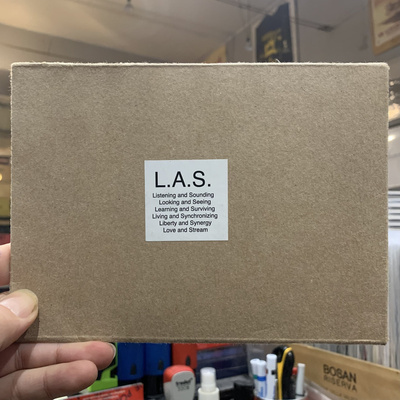 L.A.S.
Listening and Sounding
Looking and Seeing
Learning and Surviving
Living and Synchronizing
Liberty and Synergy
Love and Stream
BOSAN
RISERVA